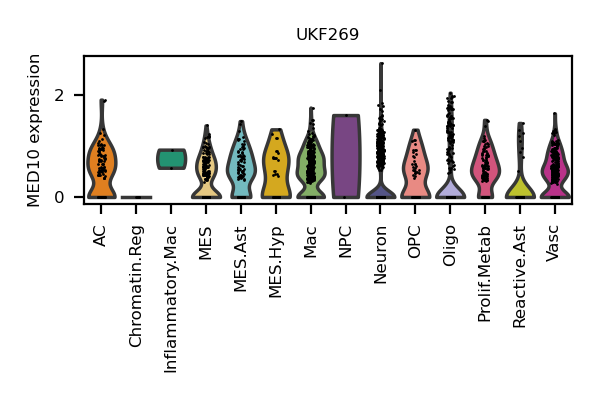 UKF269
MED10 expression
2
0
AC
Chromatin.Reg
Inflammatory.Mac
MES
MES.Ast
MES.Hyp
Mac
NPC
Neuron
OPC
Oligo
Prolif.Metab
Reactive.Ast
Vasc